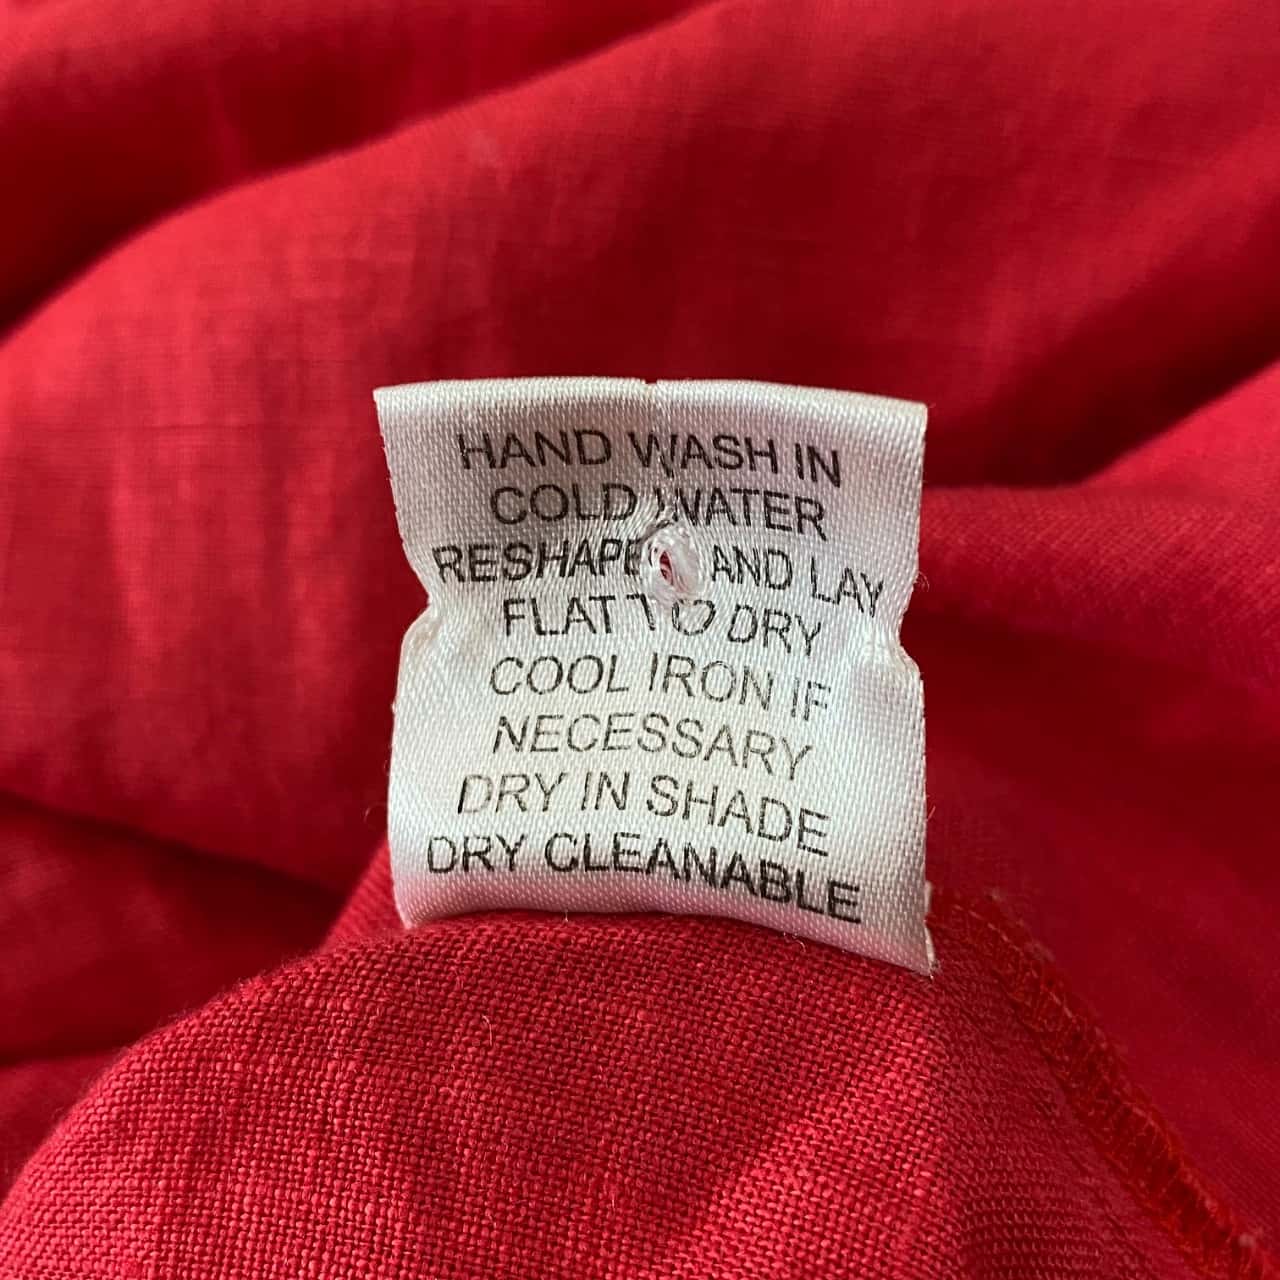 HAND WASH IN
COLD WATER
RESHAPE AND LAY
FLAT TO DRY
COOL IRON IF
NECESSARY
DRY IN SHADE
DRY CLEANABLE